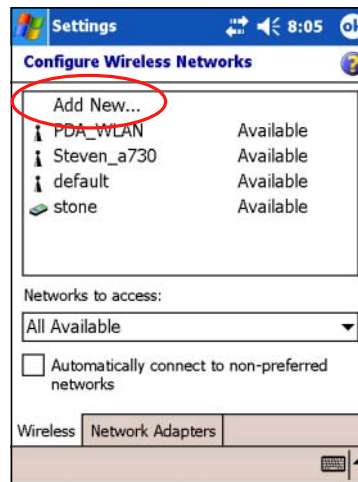 Settings 8:05 ok
Configure Wireless Networks ?
Add New...
PDA_WLAN Available
Steven_a730 Available
default Available
stone Available
Networks to access:
All Available
Automatically connect to non-preferred
networks
Wireless Network Adapters